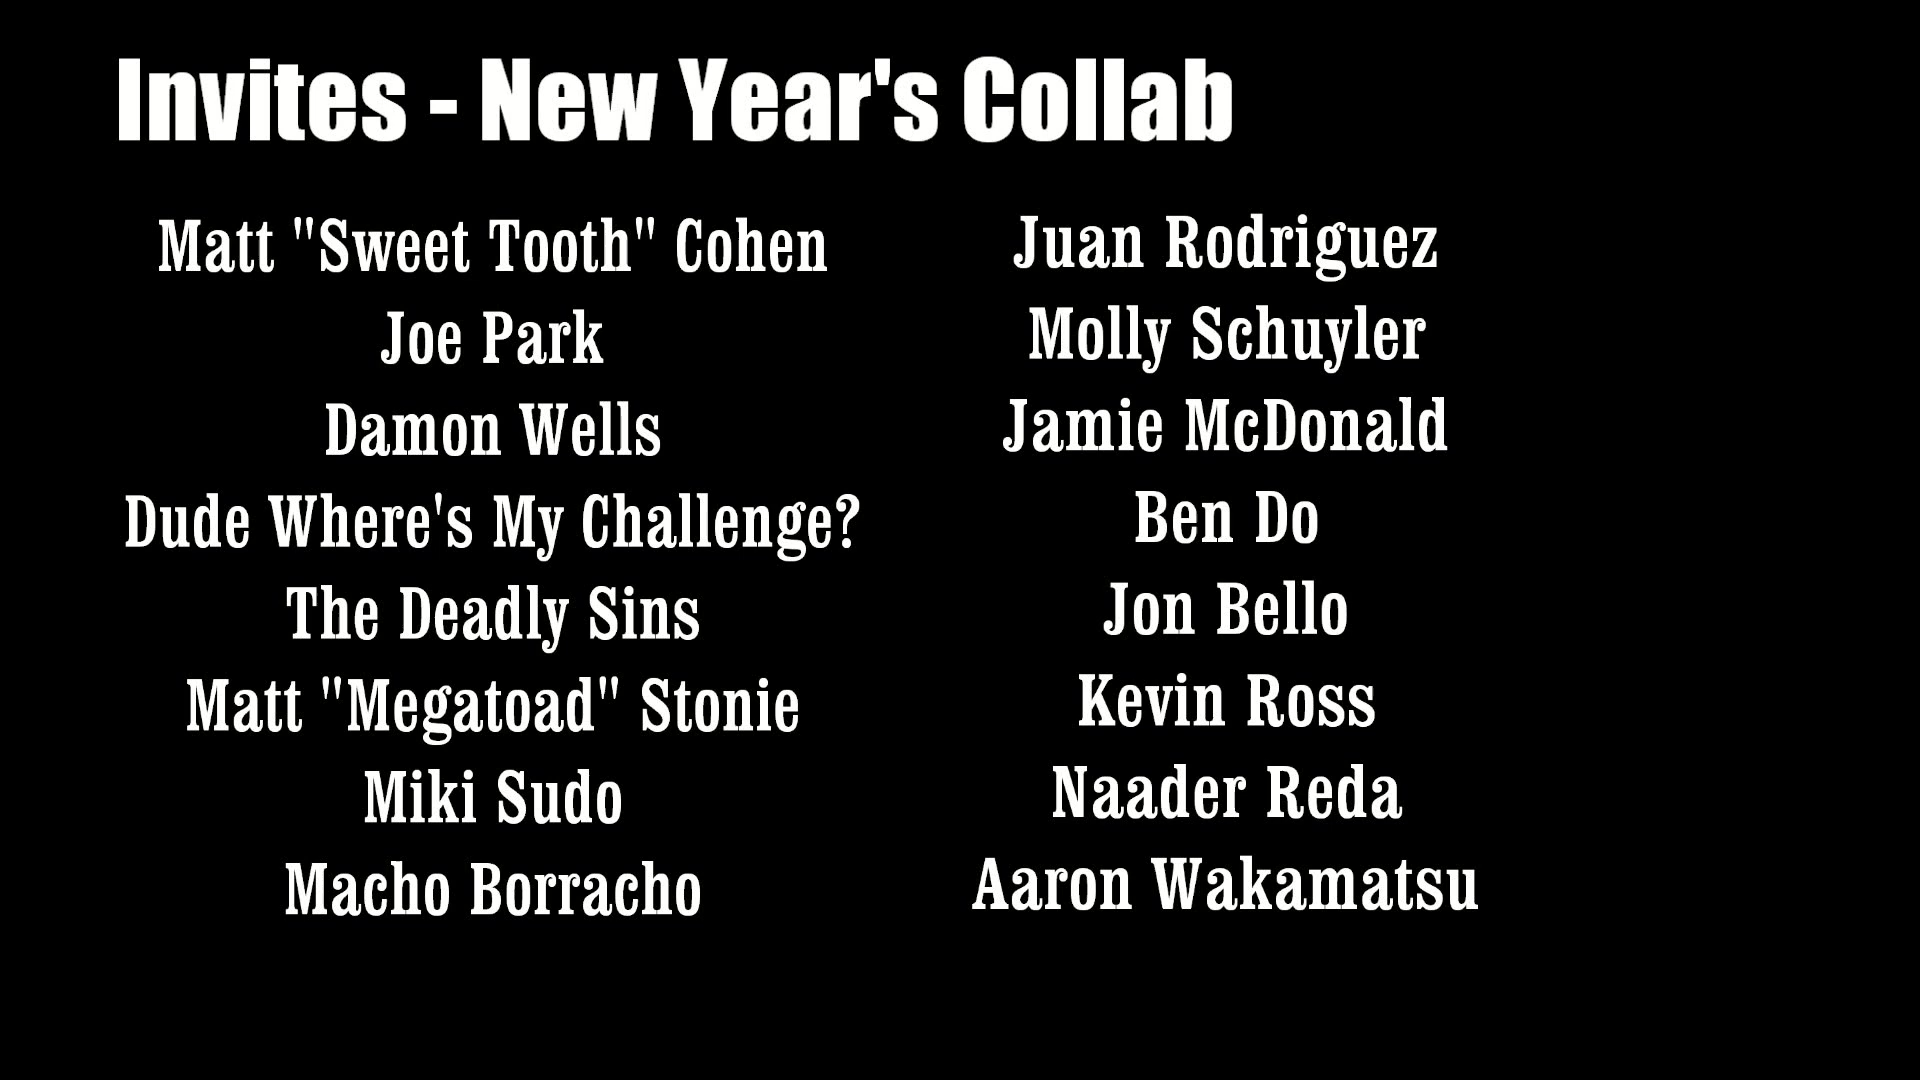 Invites - New Year's Collab
Matt "Sweet Tooth" Cohen
Joe Park
Damon Wells
Dude Where's My Challenge?
The Deadly Sins
Matt "Megatoad" Stonie
Miki Sudo
Macho Borracho
Juan Rodriguez
Molly Schuyler
Jamie McDonald
Ben Do
Jon Bello
Kevin Ross
Naader Reda
Aaron Wakamatsu